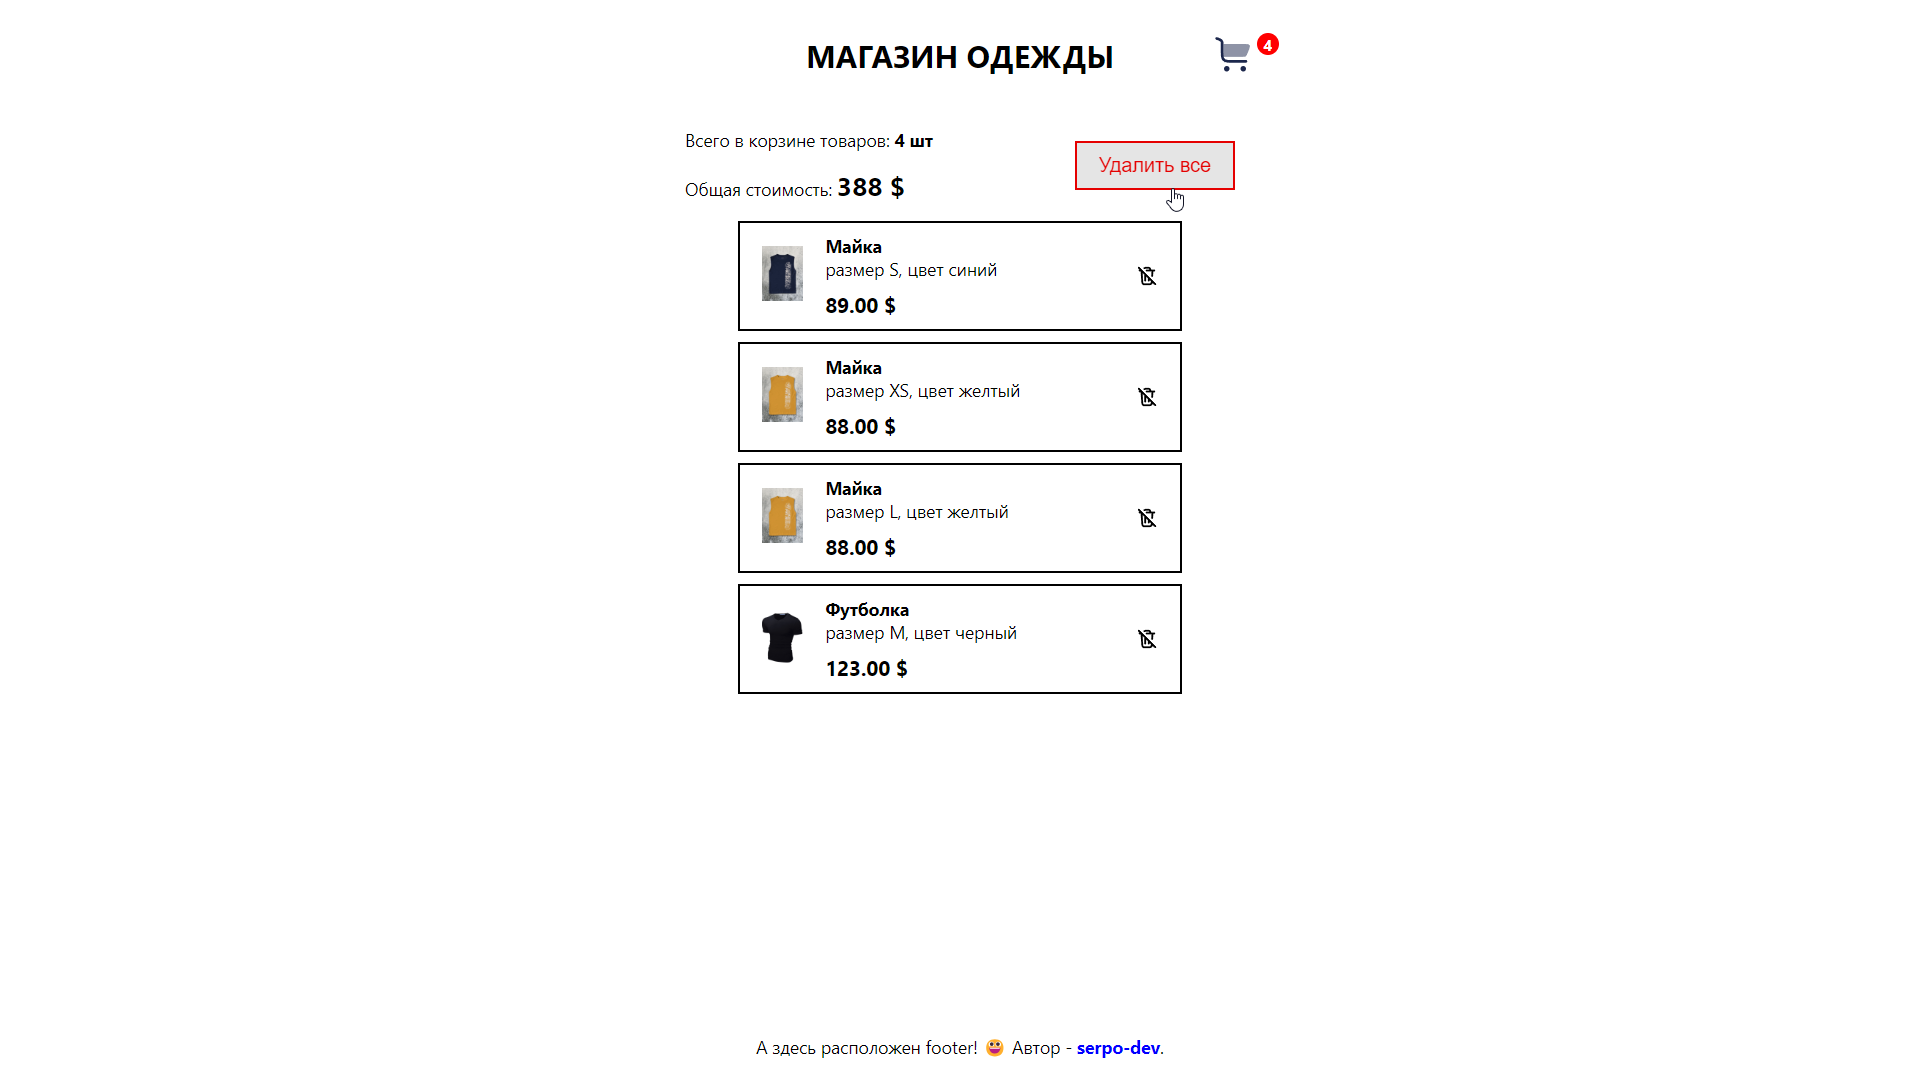 МАГАЗИН ОДЕЖДЫ
4
Всего в корзине товаров: 4 шт
Удалить все
Общая стоимость: 388 $
Майка
размер S, цвет синий
89.00 $
Майка
размер XS, цвет желтый
88.00 $
Майка
размер L, цвет желтый
88.00 $
Футболка
размер M, цвет черный
123.00 $
А здесь расположен footer! 😀 Автор - serpo-dev.